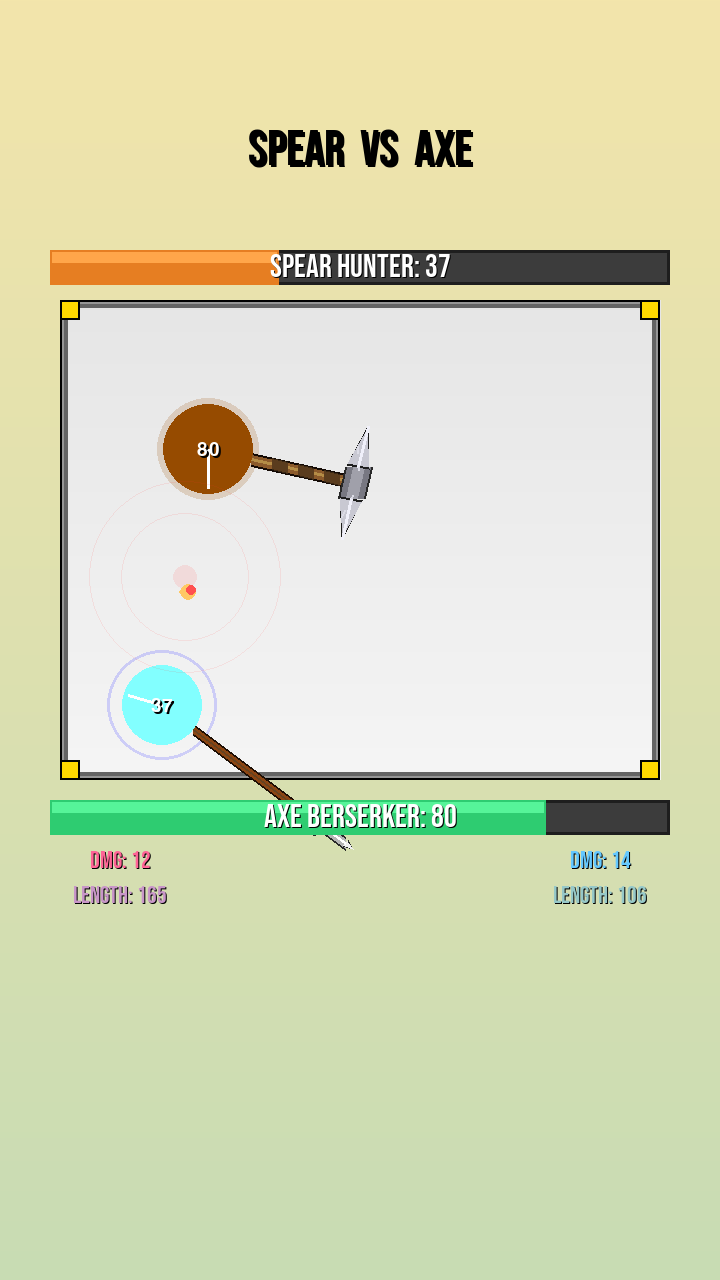 SPEAR VS AXE
SPEAR HUNTER: 37
80
37
AXE BERSERKER: 80
DMG: 12
DMG: 14
LENGTH: 165
LENGTH: 106